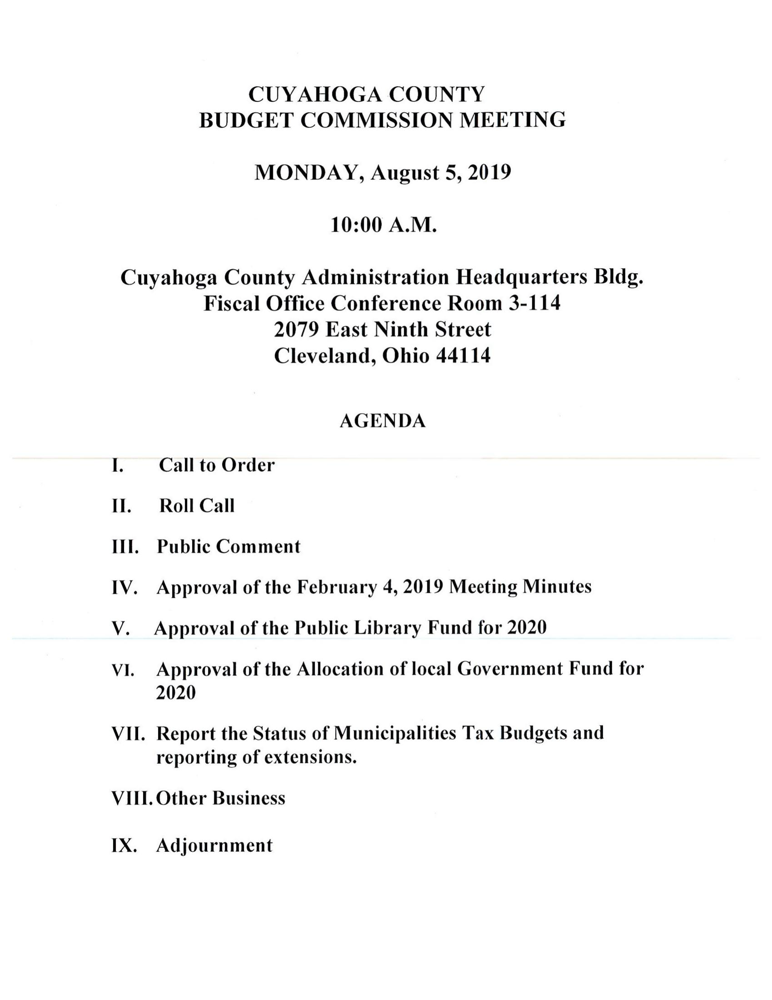 CUYAHOGA COUNTY
BUDGET COMMISSION MEETING
MONDAY, August 5, 2019
10:00 A.M.
Cuyahoga County Administration Headquarters Bldg.
Fiscal Office Conference Room 3-114
2079 East Ninth Street
Cleveland, Ohio 44114
AGENDA
I. Call to Order
II. Roll Call
III. Public Comment
IV. Approval of the February 4, 2019 Meeting Minutes
V. Approval of the Public Library Fund for 2020
VI. Approval of the Allocation of local Government Fund for
2020
VII. Report the Status of Municipalities Tax Budgets and
reporting of extensions.
VIII. Other Business
IX. Adjournment